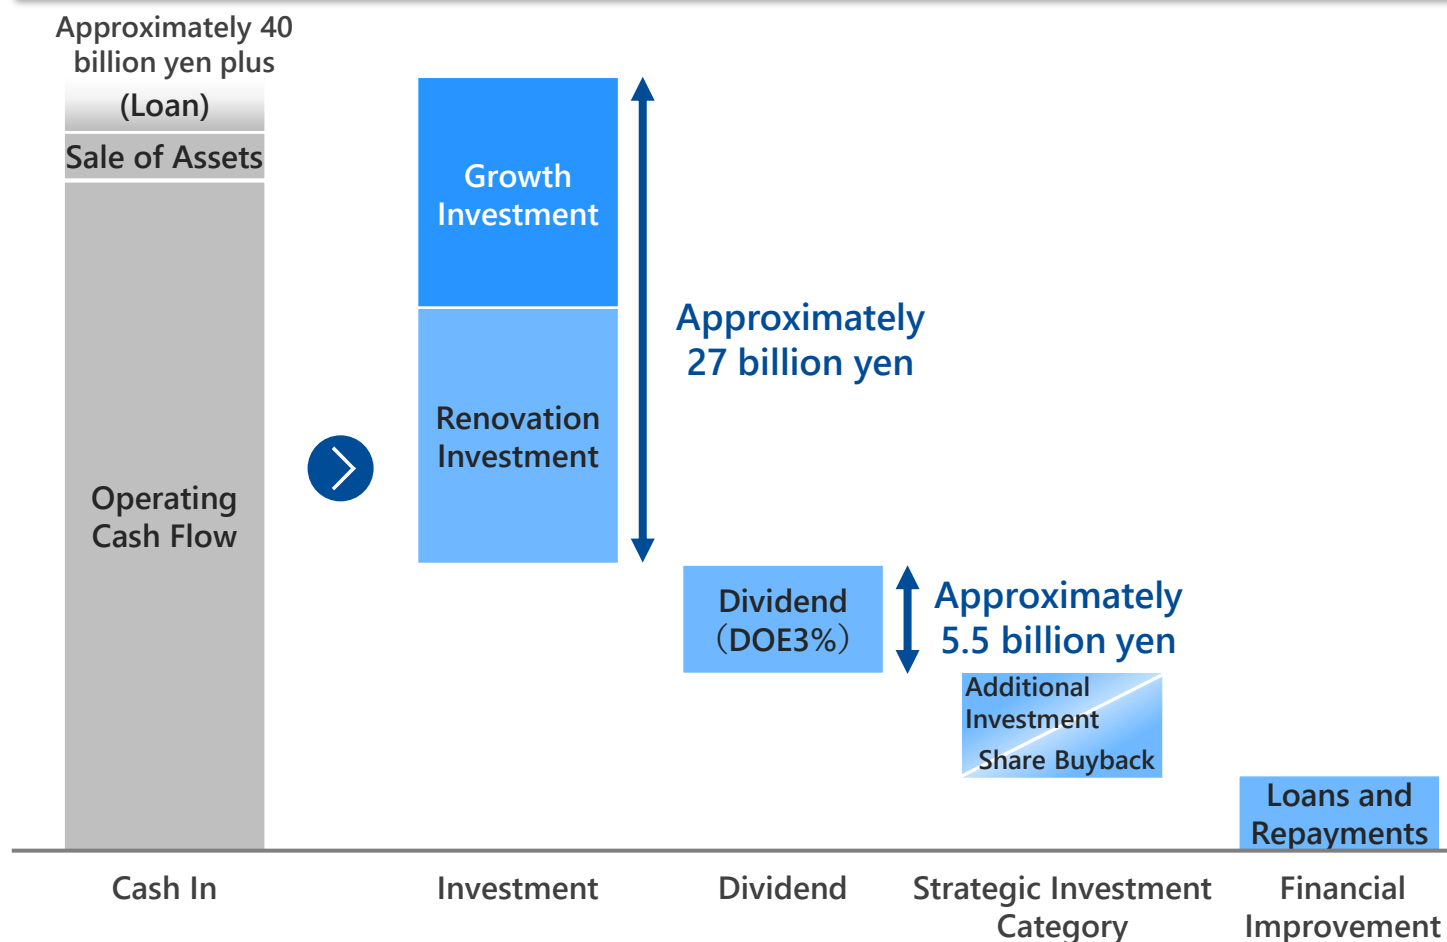 Approximately 40
billion yen plus
(Loan)
Sale of Assets
Operating
Cash Flow
Growth
Investment
Renovation
Investment
Approximately
27 billion yen
Dividend
（DOE3%）
Approximately
5.5 billion yen
Additional
Investment
Share Buyback
Loans and
Repayments
Cash In
Investment
Dividend
Strategic Investment
Category
Financial
Improvement